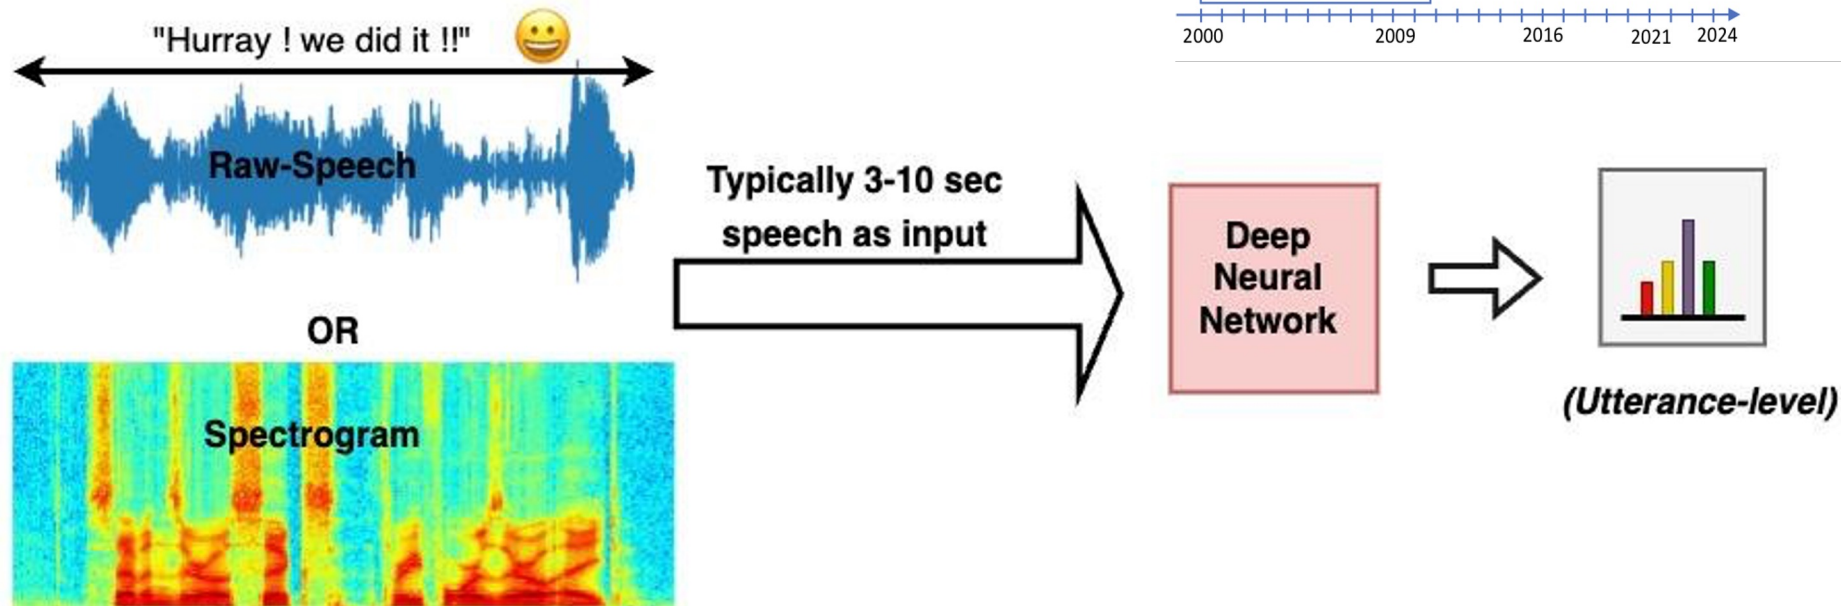 "Hurray ! we did it !!"
Raw-Speech
OR
Spectrogram
Typically 3-10 sec
speech as input
Deep
Neural
Network
(Utterance-level)
2000 2009 2016 2021 2024